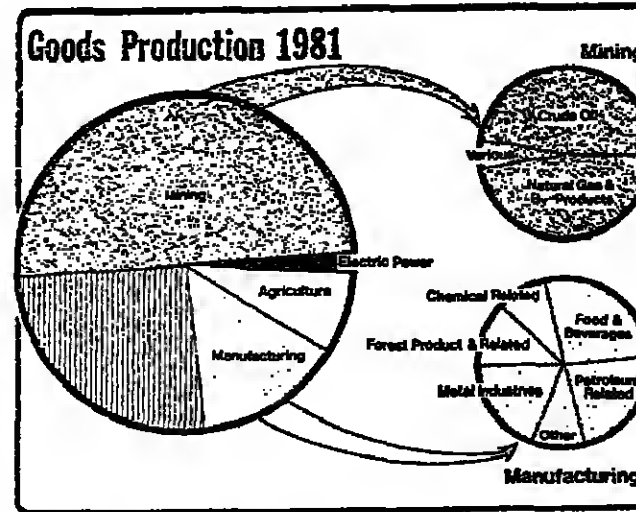 Goods Production 1981
Mining
Crude Oil
Various
Natural Gas &
By-Products
Mining
Electric Power
Agriculture
Manufacturing
Chemical Related
Food &
Beverages
Forest Product & Related
Petroleum
Related
Metal Industries
Other
Manufacturing